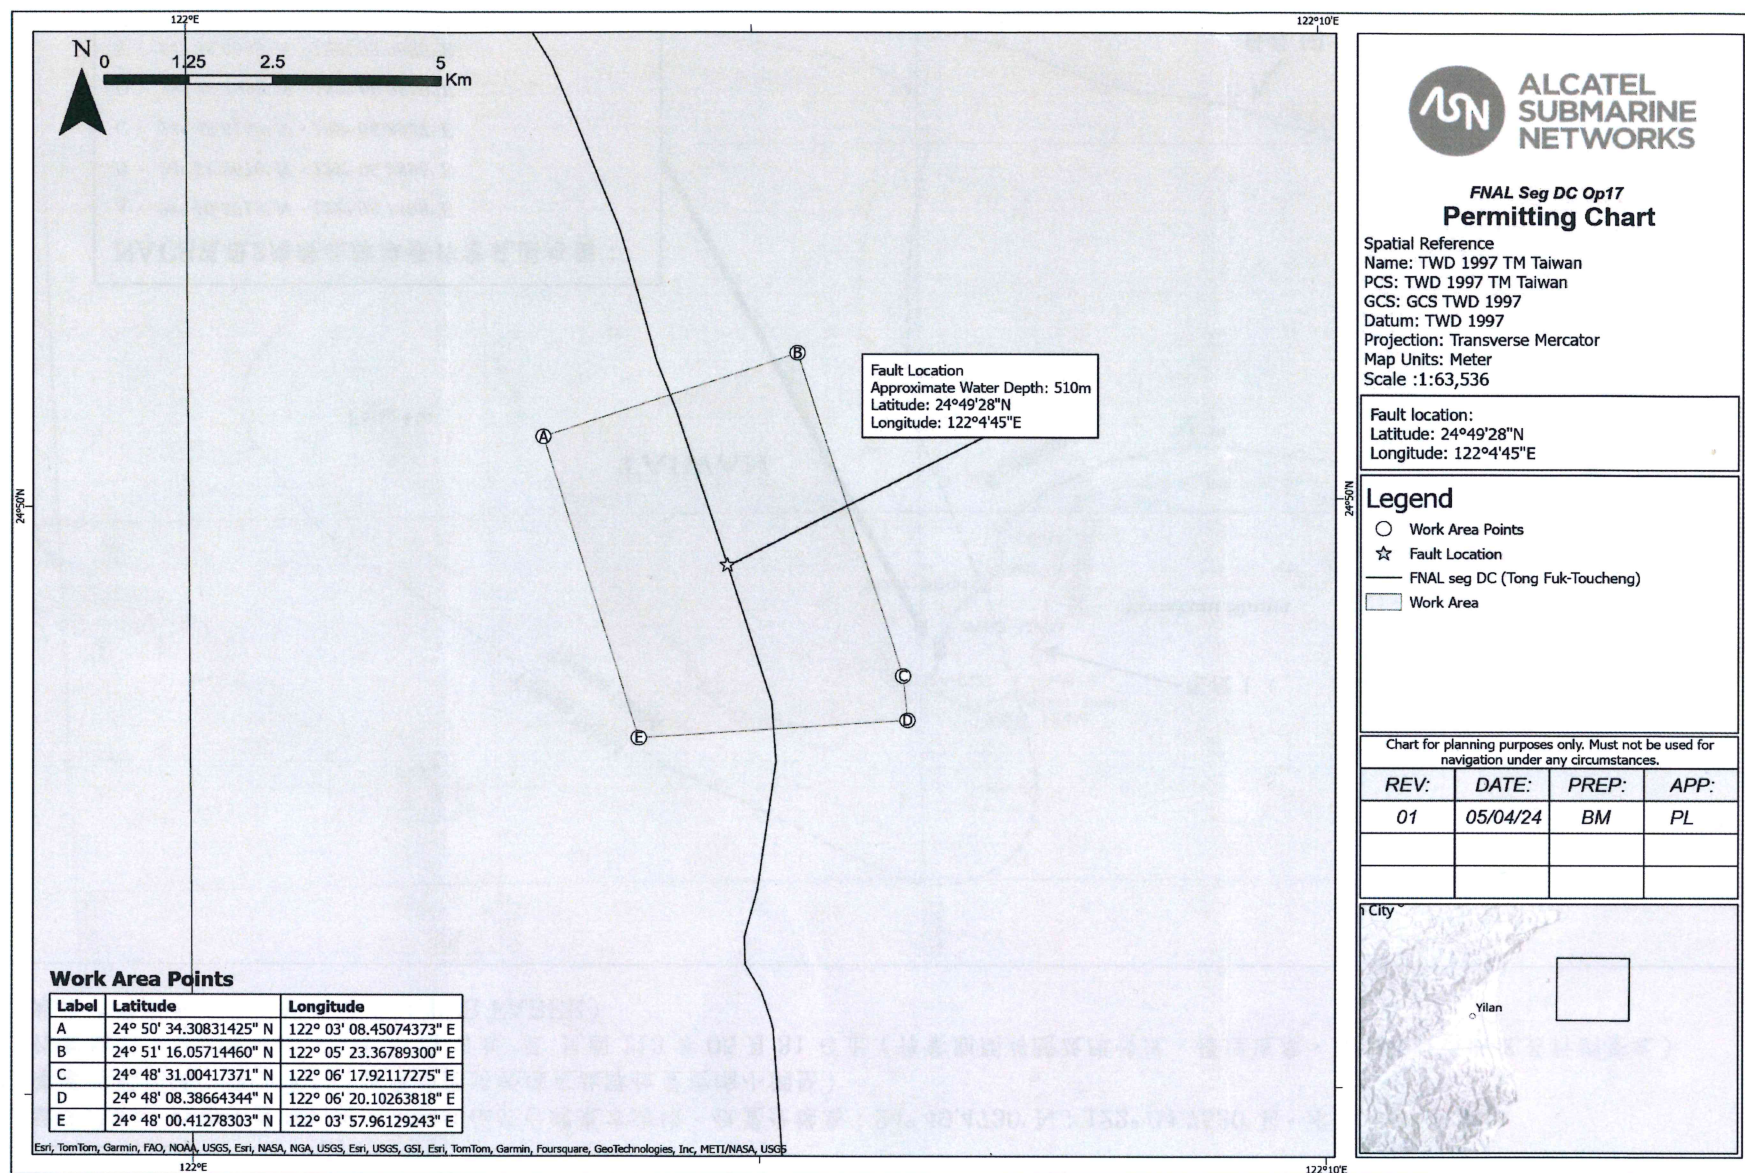 122°E
122°10'E
N
0 1.25 2.5 5
Km
24°50'N
24°50'N
A
B
C
D
E
Fault Location
Approximate Water Depth: 510m
Latitude: 24°49'28"N
Longitude: 122°4'45"E
Work Area Points
Label Latitude Longitude
A 24° 50' 34.30831425" N 122° 03' 08.45074373" E
B 24° 51' 16.05714460" N 122° 05' 23.36789300" E
C 24° 48' 31.00417371" N 122° 06' 17.92117275" E
D 24° 48' 08.38664344" N 122° 06' 20.10263818" E
E 24° 48' 00.41278303" N 122° 03' 57.96129243" E
Esri, TomTom, Garmin, FAO, NOAA, USGS, Esri, NASA, NGA, USGS, Esri, USGS, GSI, Esri, TomTom, Garmin, Foursquare, GeoTechnologies, Inc, METI/NASA, USGS
122°E
122°10'E
ASN
ALCATEL
SUBMARINE
NETWORKS
FNAL Seg DC Op17
Permitting Chart
Spatial Reference
Name: TWD 1997 TM Taiwan
PCS: TWD 1997 TM Taiwan
GCS: GCS TWD 1997
Datum: TWD 1997
Projection: Transverse Mercator
Map Units: Meter
Scale :1:63,536
Fault location:
Latitude: 24°49'28"N
Longitude: 122°4'45"E
Legend
Work Area Points
Fault Location
FNAL seg DC (Tong Fuk-Toucheng)
Work Area
Chart for planning purposes only. Must not be used for
navigation under any circumstances.
REV: DATE: PREP: APP:
01 05/04/24 BM PL
City
Yilan